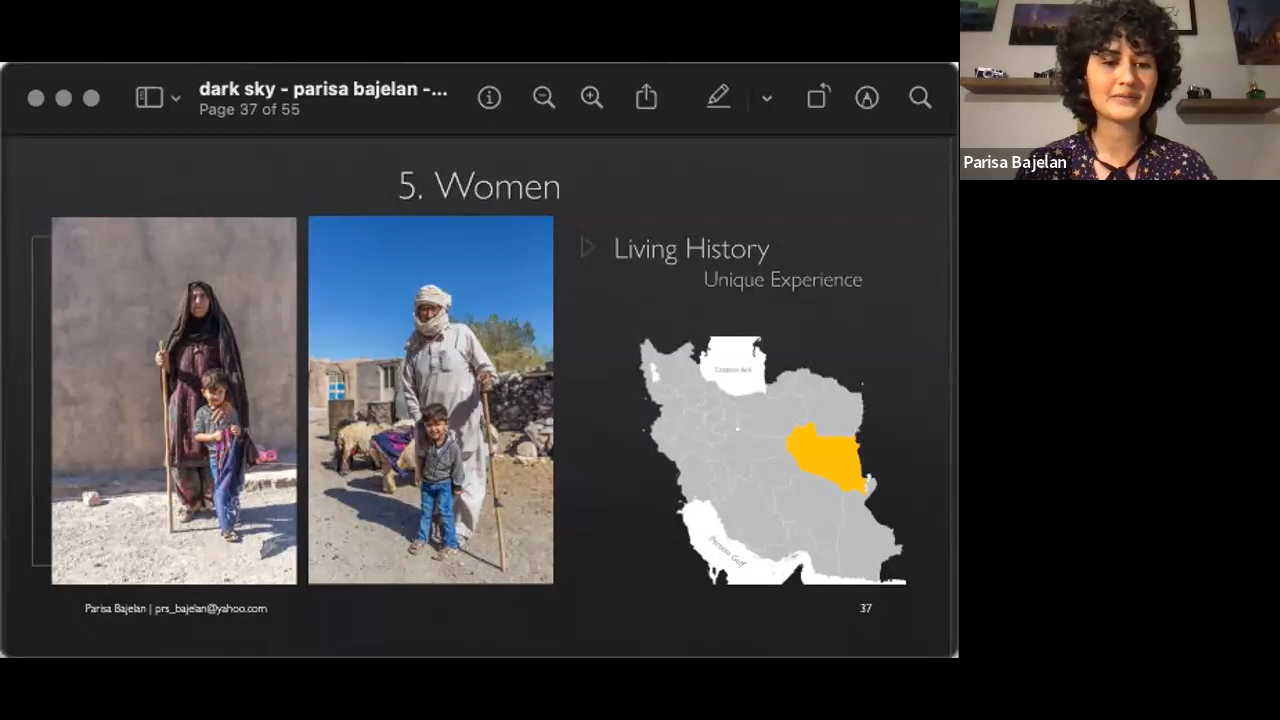 dark sky - parisa bajelan -...
Page 37 of 55
Parisa Bajelan
5. Women
Living History
Unique Experience
Persian Gulf
Parisa Bajelan | prs_bajelan@yahoo.com
37